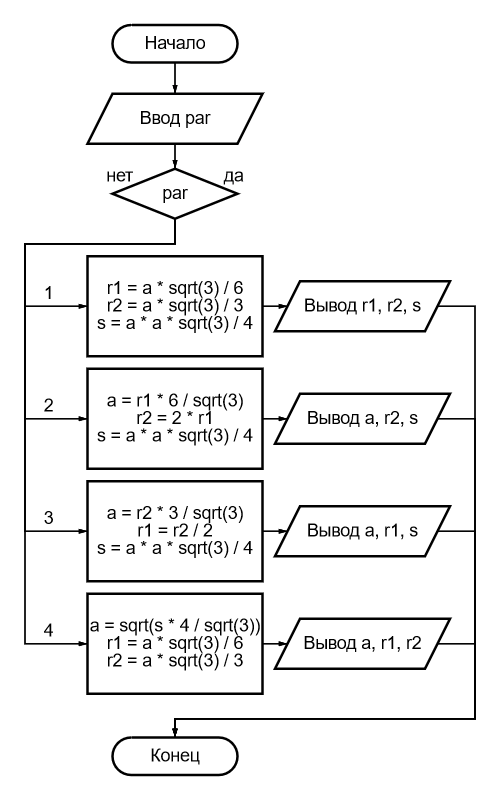 Начало
Ввод par
нет
да
par
1
r1 = a * sqrt(3) / 6
r2 = a * sqrt(3) / 3
s = a * a * sqrt(3) / 4
Вывод r1, r2, s
2
a = r1 * 6 / sqrt(3)
r2 = 2 * r1
s = a * a * sqrt(3) / 4
Вывод a, r2, s
3
a = r2 * 3 / sqrt(3)
r1 = r2 / 2
s = a * a * sqrt(3) / 4
Вывод a, r1, s
4
a = sqrt(s * 4 / sqrt(3))
r1 = a * sqrt(3) / 6
r2 = a * sqrt(3) / 3
Вывод a, r1, r2
Конец